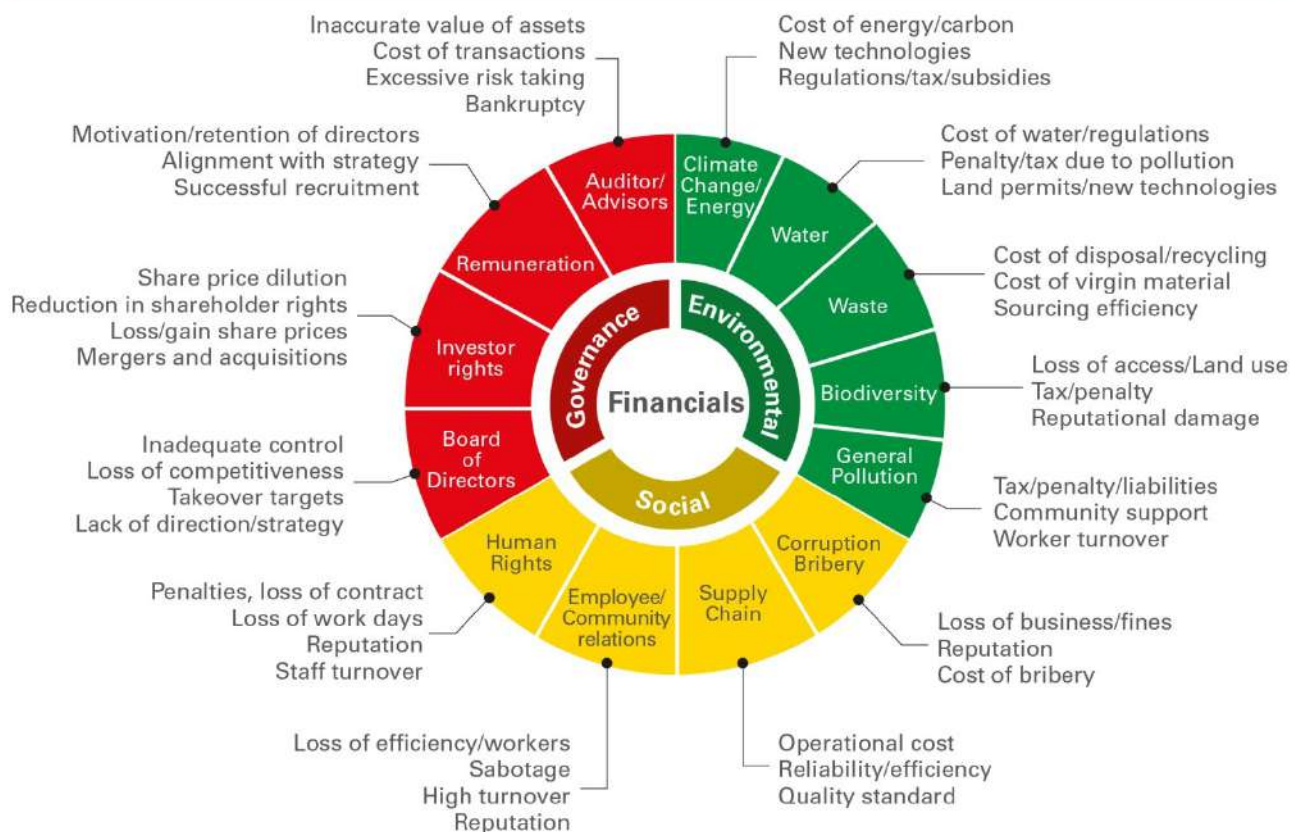 Inaccurate value of assets
Cost of transactions
Excessive risk taking
Bankruptcy
Cost of energy/carbon
New technologies
Regulations/tax/subsidies
Motivation/retention of directors
Alignment with strategy
Successful recruitment
Cost of water/regulations
Penalty/tax due to pollution
Land permits/new technologies
Share price dilution
Reduction in shareholder rights
Loss/gain share prices
Mergers and acquisitions
Cost of disposal/recycling
Cost of virgin material
Sourcing efficiency
Inadequate control
Loss of competitiveness
Takeover targets
Lack of direction/strategy
Loss of access/Land use
Tax/penalty
Reputational damage
Penalties, loss of contract
Loss of work days
Reputation
Staff turnover
Tax/penalty/liabilities
Community support
Worker turnover
Loss of efficiency/workers
Sabotage
High turnover
Reputation
Operational cost
Reliability/efficiency
Quality standard
Loss of business/fines
Reputation
Cost of bribery
Auditor/
Advisors
Climate
Change/
Energy
Remuneration
Water
Investor
rights
Waste
Board
of
Directors
Biodiversity
General
Pollution
Human
Rights
Employee/
Community
relations
Supply
Chain
Corruption
Bribery
Governance
Environmental
Social
Financials